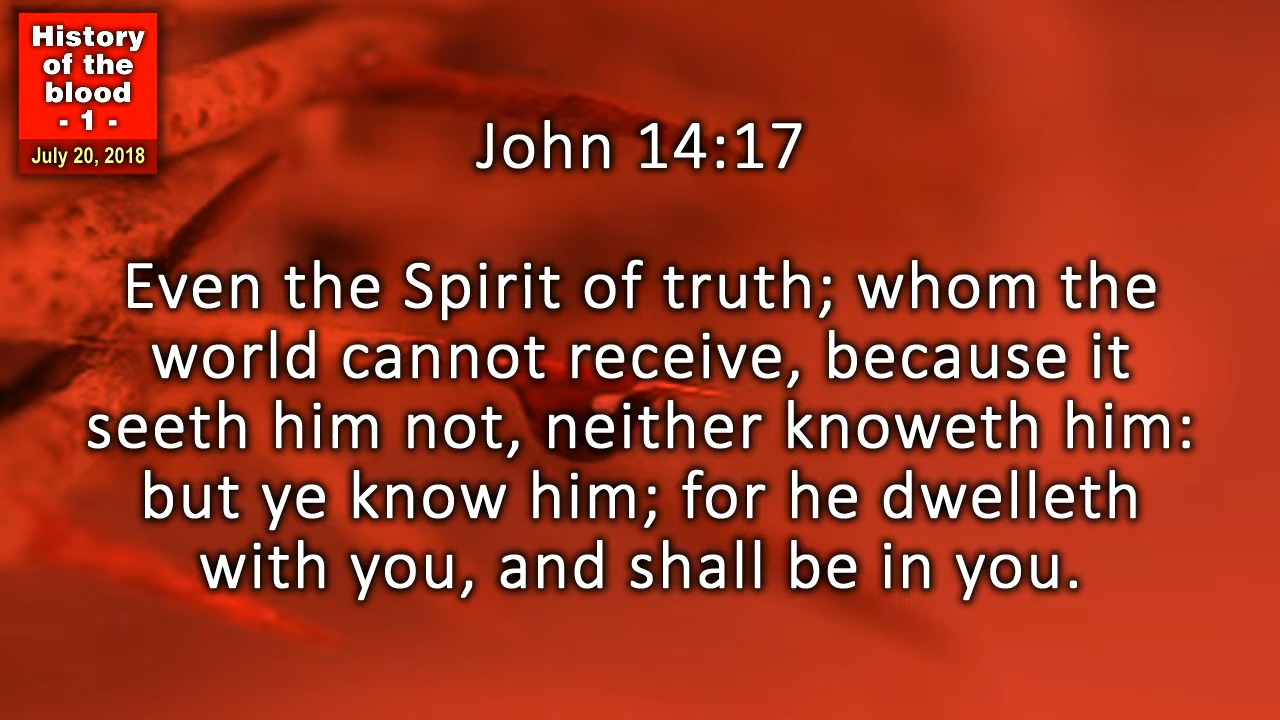 History
of the
blood
- 1 -
July 20, 2018
John 14:17
Even the Spirit of truth; whom the
world cannot receive, because it
seeth him not, neither knoweth him:
but ye know him; for he dwelleth
with you, and shall be in you.